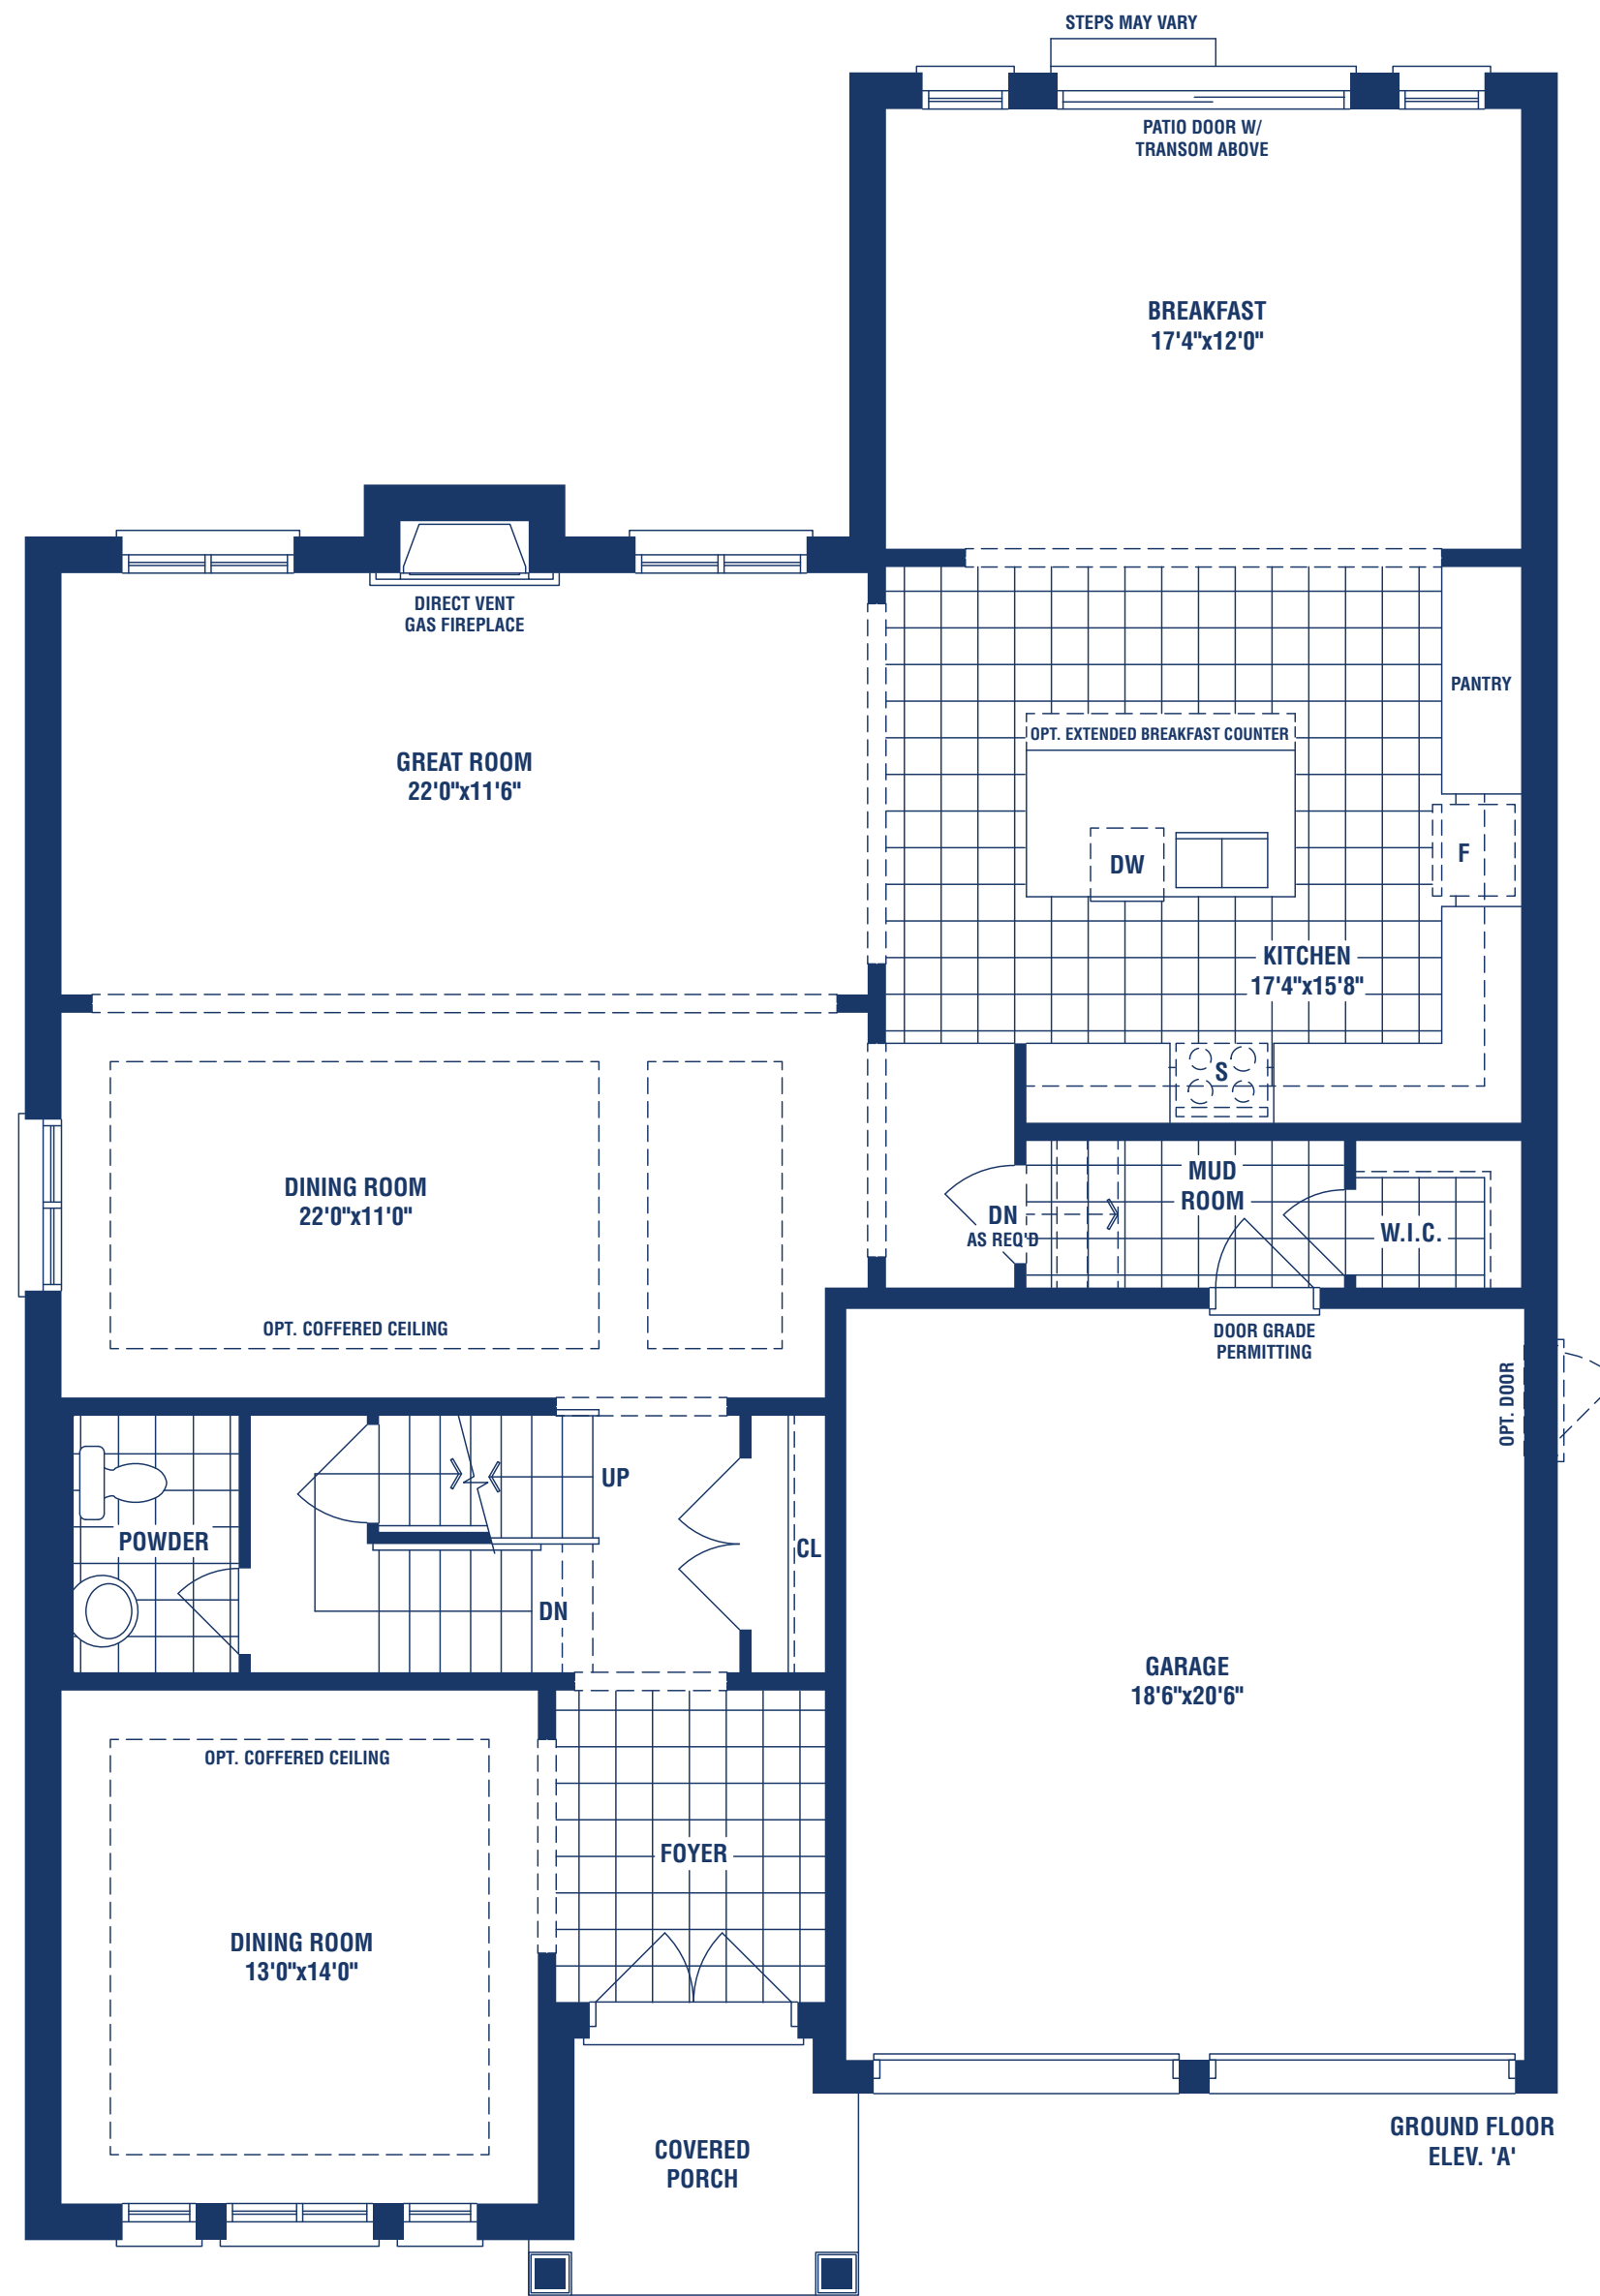 STEPS MAY VARY
PATIO DOOR W/
TRANSOM ABOVE
BREAKFAST
17'4"x12'0"
DIRECT VENT
GAS FIREPLACE
GREAT ROOM
22'0"x11'6"
PANTRY
OPT. EXTENDED BREAKFAST COUNTER
DW
F
KITCHEN
17'4"x15'8"
S
DINING ROOM
22'0"x11'0"
OPT. COFFERED CEILING
MUD
ROOM
DN
AS REQ'D
W.I.C.
DOOR GRADE
PERMITTING
OPT. DOOR
UP
POWDER
CL
DN
GARAGE
18'6"x20'6"
OPT. COFFERED CEILING
FOYER
DINING ROOM
13'0"x14'0"
COVERED
PORCH
GROUND FLOOR
ELEV. 'A'